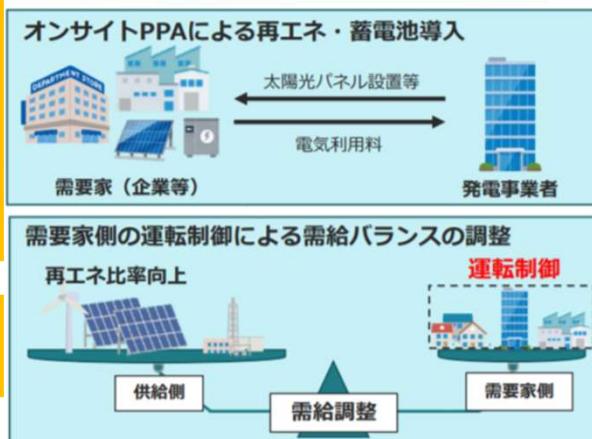 オンサイトPPAによる再エネ・蓄電池導入
DEPARTMENT STORE
太陽光パネル設置等
電気利用料
需要家（企業等）
発電事業者
需要家側の運転制御による需給バランスの調整
再エネ比率向上
運転制御
供給側
需給調整
需要家側